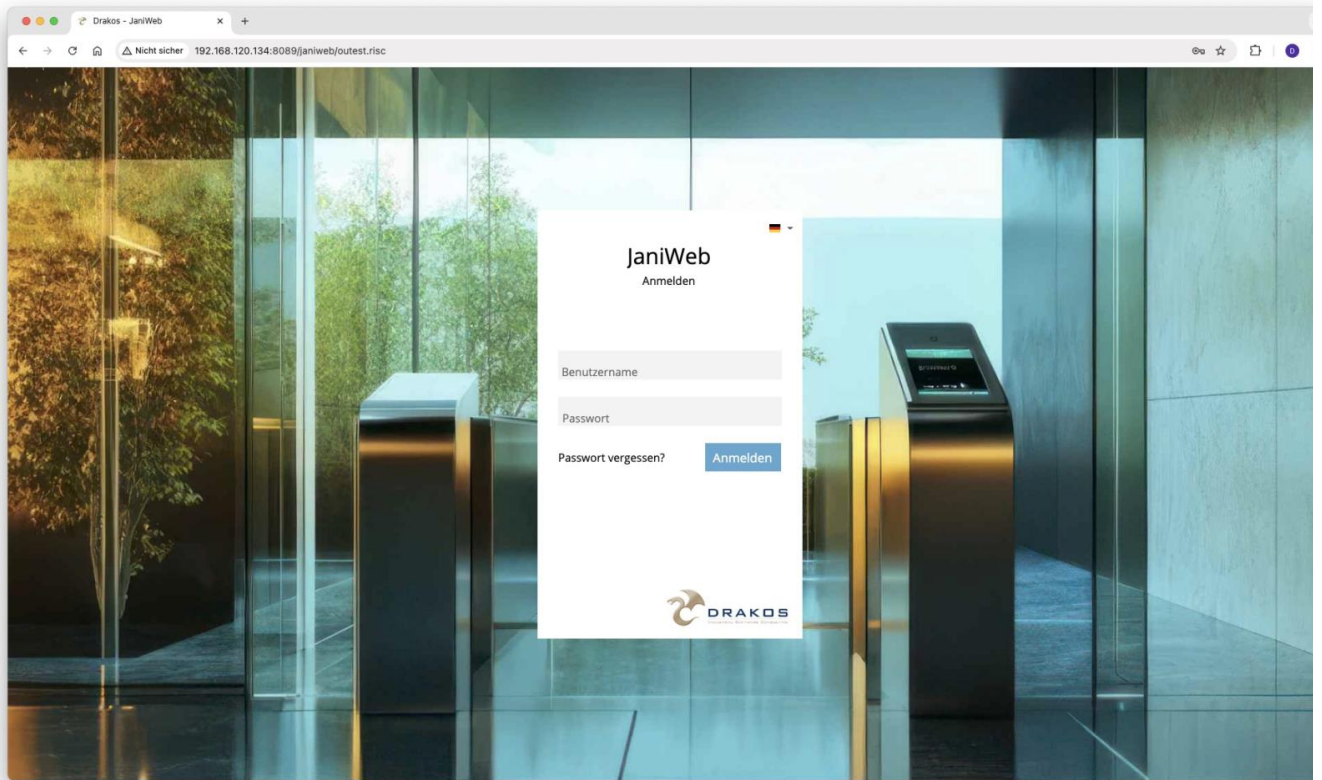 Drakos - JaniWeb
Nicht sicher 192.168.120.134:8089/janiweb/outest.risc
D
JaniWeb
Anmelden
Benutzername
Passwort
Passwort vergessen?
Anmelden
DRAKOS